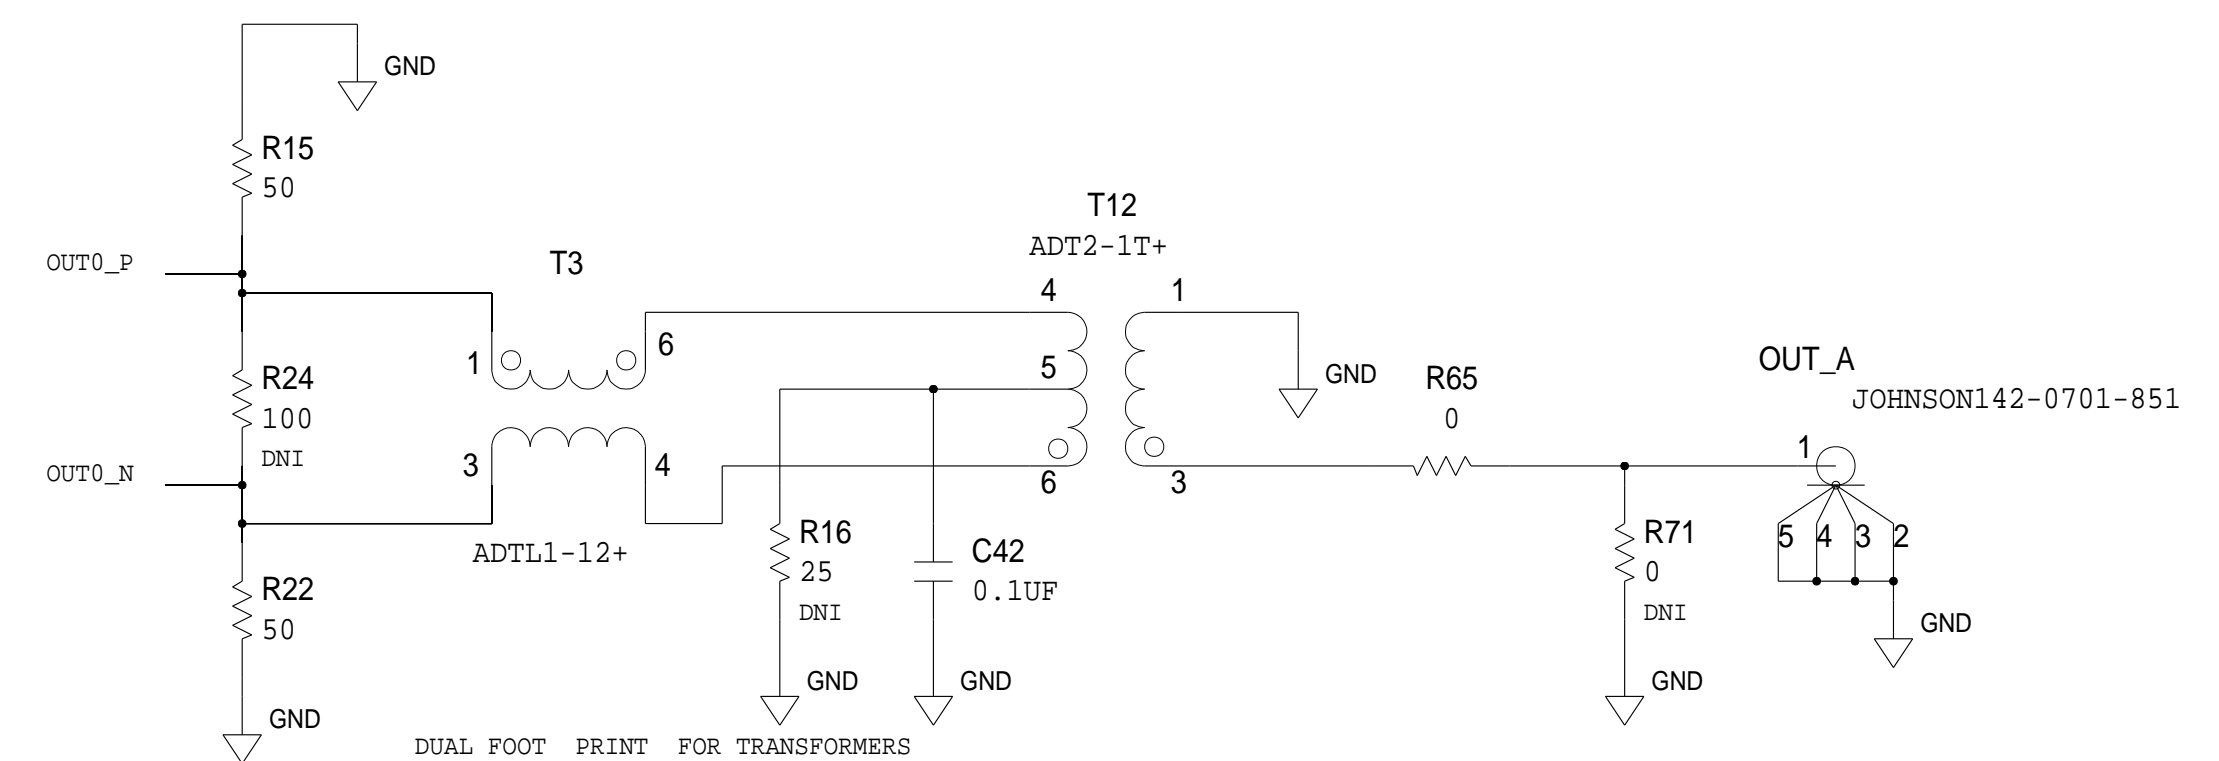 GND
R15
50
OUT0_P
T3
T12
ADT2-1T+
4
1
5
6
1
6
3
R24
100
DNI
OUT0_N
3
4
ADTL1-12+
GND
R65
0
OUT_A
JOHNSON142-0701-851
1
5
4
3
2
R22
50
R16
25
DNI
C42
0.1UF
R71
0
DNI
GND
GND
GND
GND
GND
DUAL FOOT PRINT FOR TRANSFORMERS